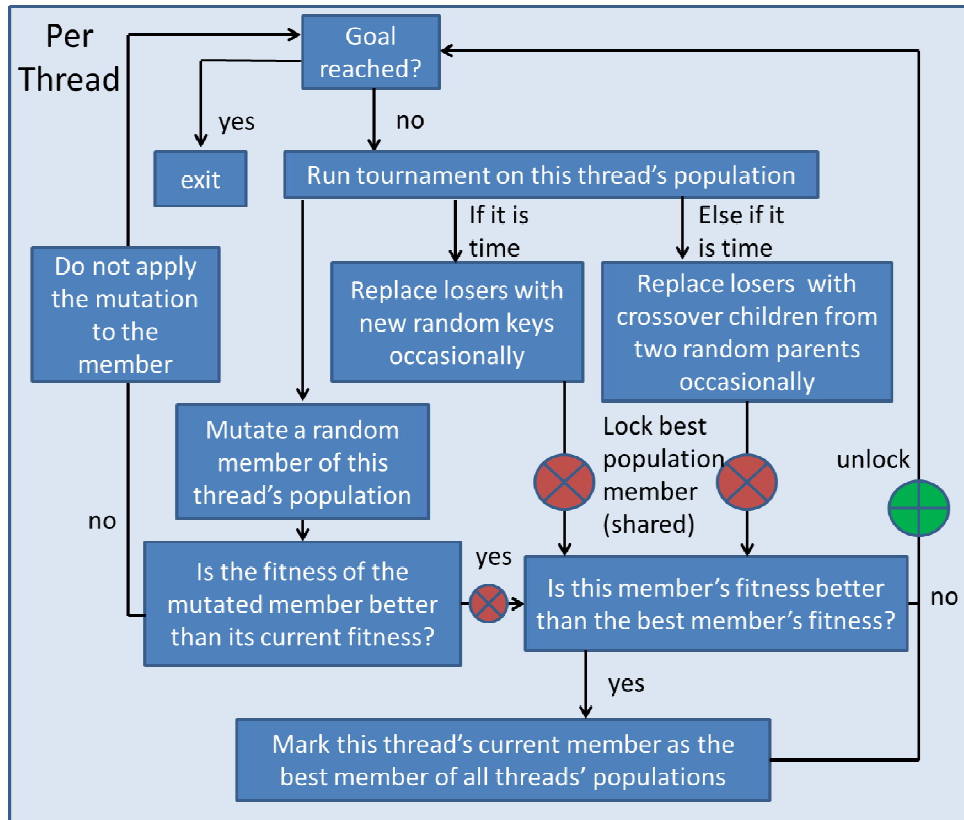 Per
Thread
Goal
reached?
yes
no
exit
Run tournament on this thread's population
If it is
time
Else if it
is time
Do not apply
the mutation
to the
member
Replace losers with
new random keys
occasionally
Replace losers with
crossover children from
two random parents
occasionally
Mutate a random
member of this
thread's population
Lock best
population
member
(shared)
unlock
no
Is the fitness of the
mutated member better
than its current fitness?
yes
Is this member's fitness better
than the best member's fitness?
no
yes
Mark this thread's current member as the
best member of all threads' populations